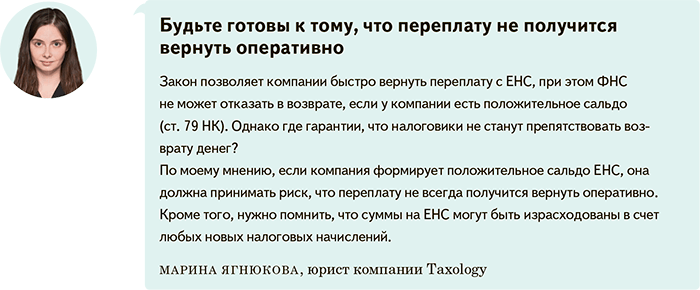 Будьте готовы к тому, что переплату не получится
вернуть оперативно
Закон позволяет компании быстро вернуть переплату с ЕНС, при этом ФНС
не может отказать в возврате, если у компании есть положительное сальдо
(ст. 79 НК). Однако где гарантии, что налоговики не станут препятствовать воз-
врату денег?
По моему мнению, если компания формирует положительное сальдо ЕНС, она
должна принимать риск, что переплату не всегда получится вернуть оперативно.
Кроме того, нужно помнить, что суммы на ЕНС могут быть израсходованы в счет
любых новых налоговых начислений.
МАРИНА ЯГНЮКОВА, юрист компании Taxology